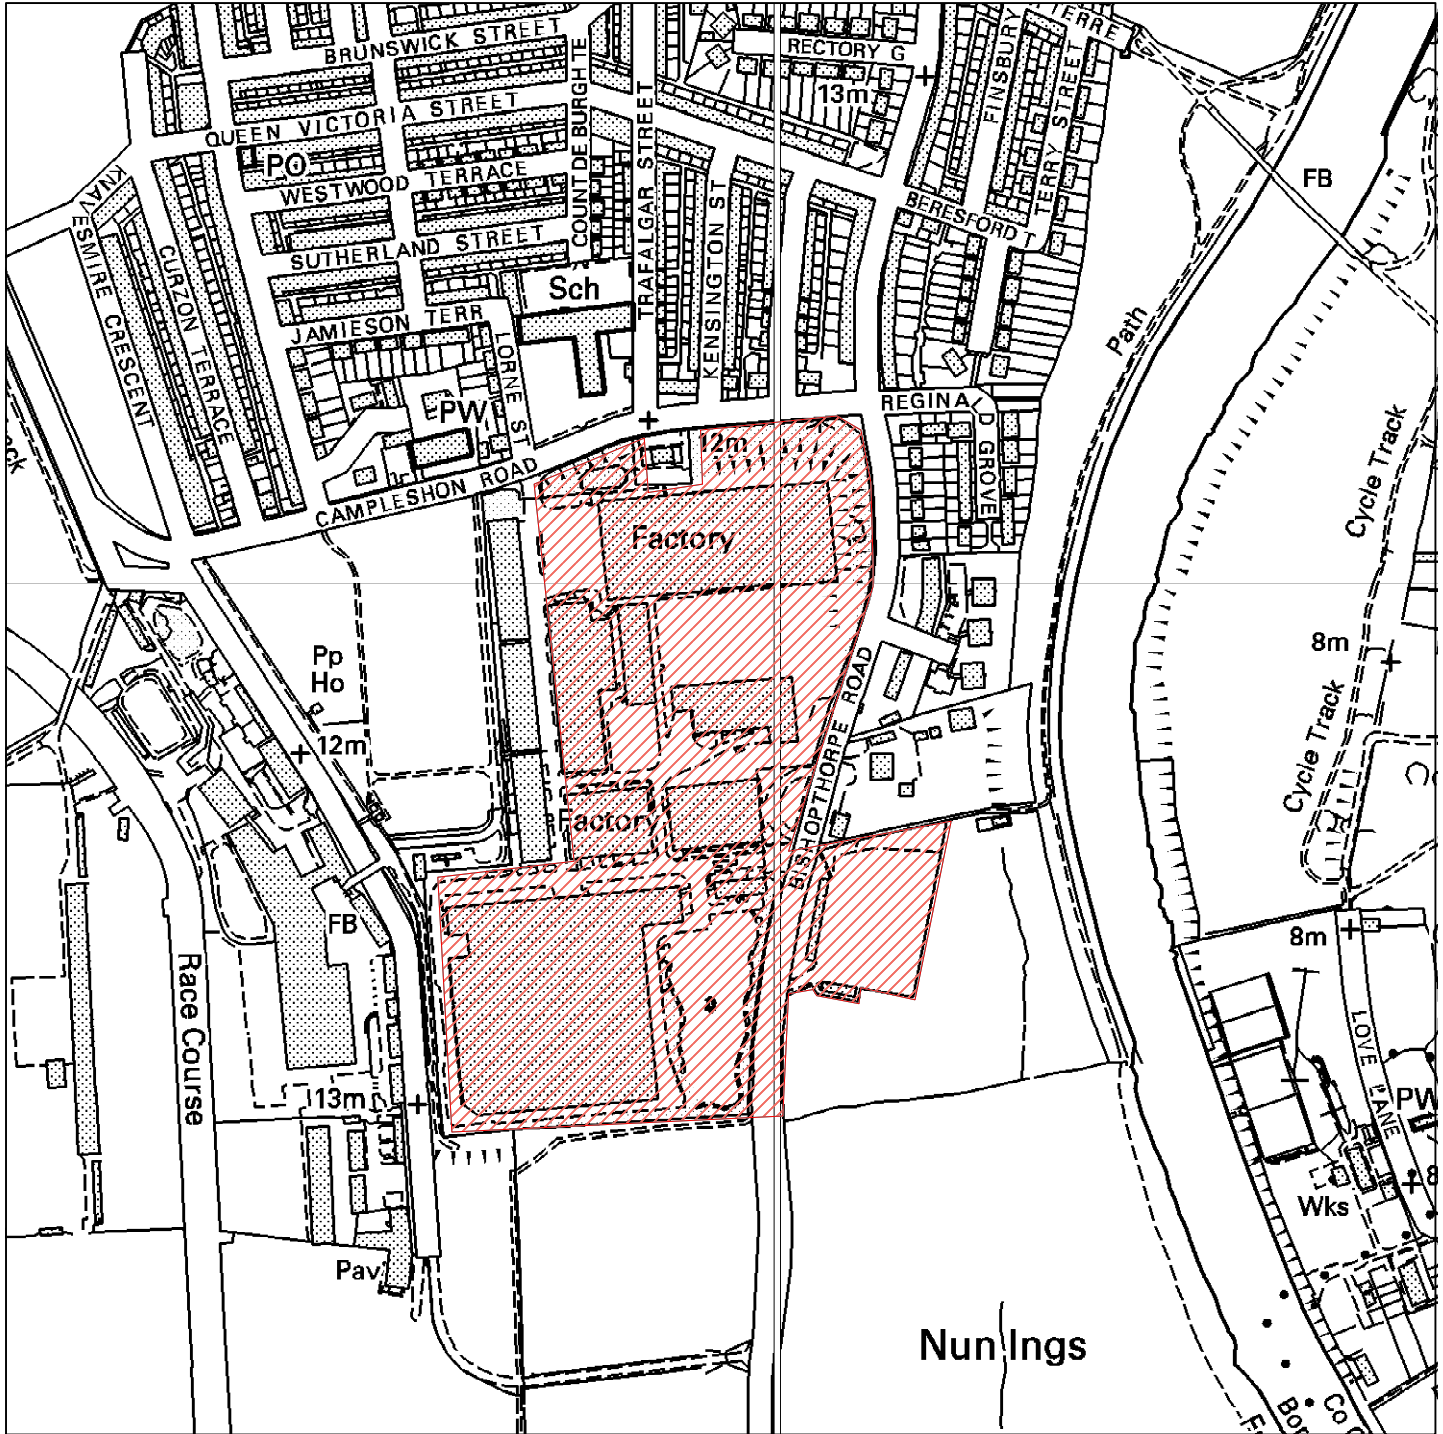 BRUNSWICK STREET
RECTORY G
TERRE
FINSBURY
13m
QUEEN VICTORIA STREET
COUNT DE BURGH TE
TRAFALGAR STREET
TERRY STREET
PO
WESTWOOD TERRACE
KNAVESMIRE CRESCENT
CURZON TERRACE
SUTHERLAND STREET
KENSINGTON ST
BERESFORD T
FB
Sch
JAMIESON TERR
LORNE ST
Path
PW
REGINALD GROVE
12m
CAMPLESHON ROAD
Cycle Track
Factory
Pp
Ho
12m
8m
BISHOPTHORPE ROAD
Cycle Track
Factory
FB
8m
Race Course
LOVE LANE
13m
PW
8
Wks
Pav
Nun Ings
Co